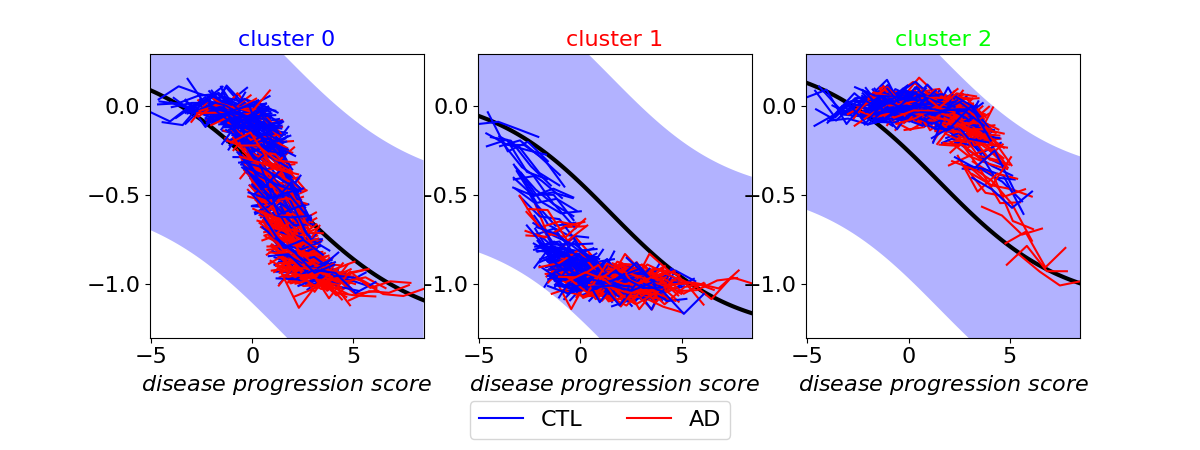 cluster 0 cluster 1 cluster 2
0.0 0.0 0.0
−0.5 −0.5 −0.5
−1.0 −1.0 −1.0
−5 0 5 −5 0 5 −5 0 5
disease progression score disease progression score disease progression score
CTL AD